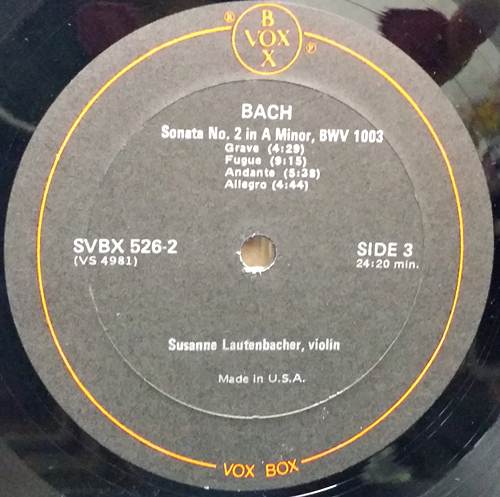 B
VOX
X
® ℗
BACH
Sonata No. 2 in A Minor, BWV 1003
Grave (4:29)
Fugue (9:15)
Andante (5:38)
Allegro (4:44)
SVBX 526-2
(VS 4981)
SIDE 3
24:20 min.
Susanne Lautenbacher, violin
Made in U.S.A.
VOX BOX